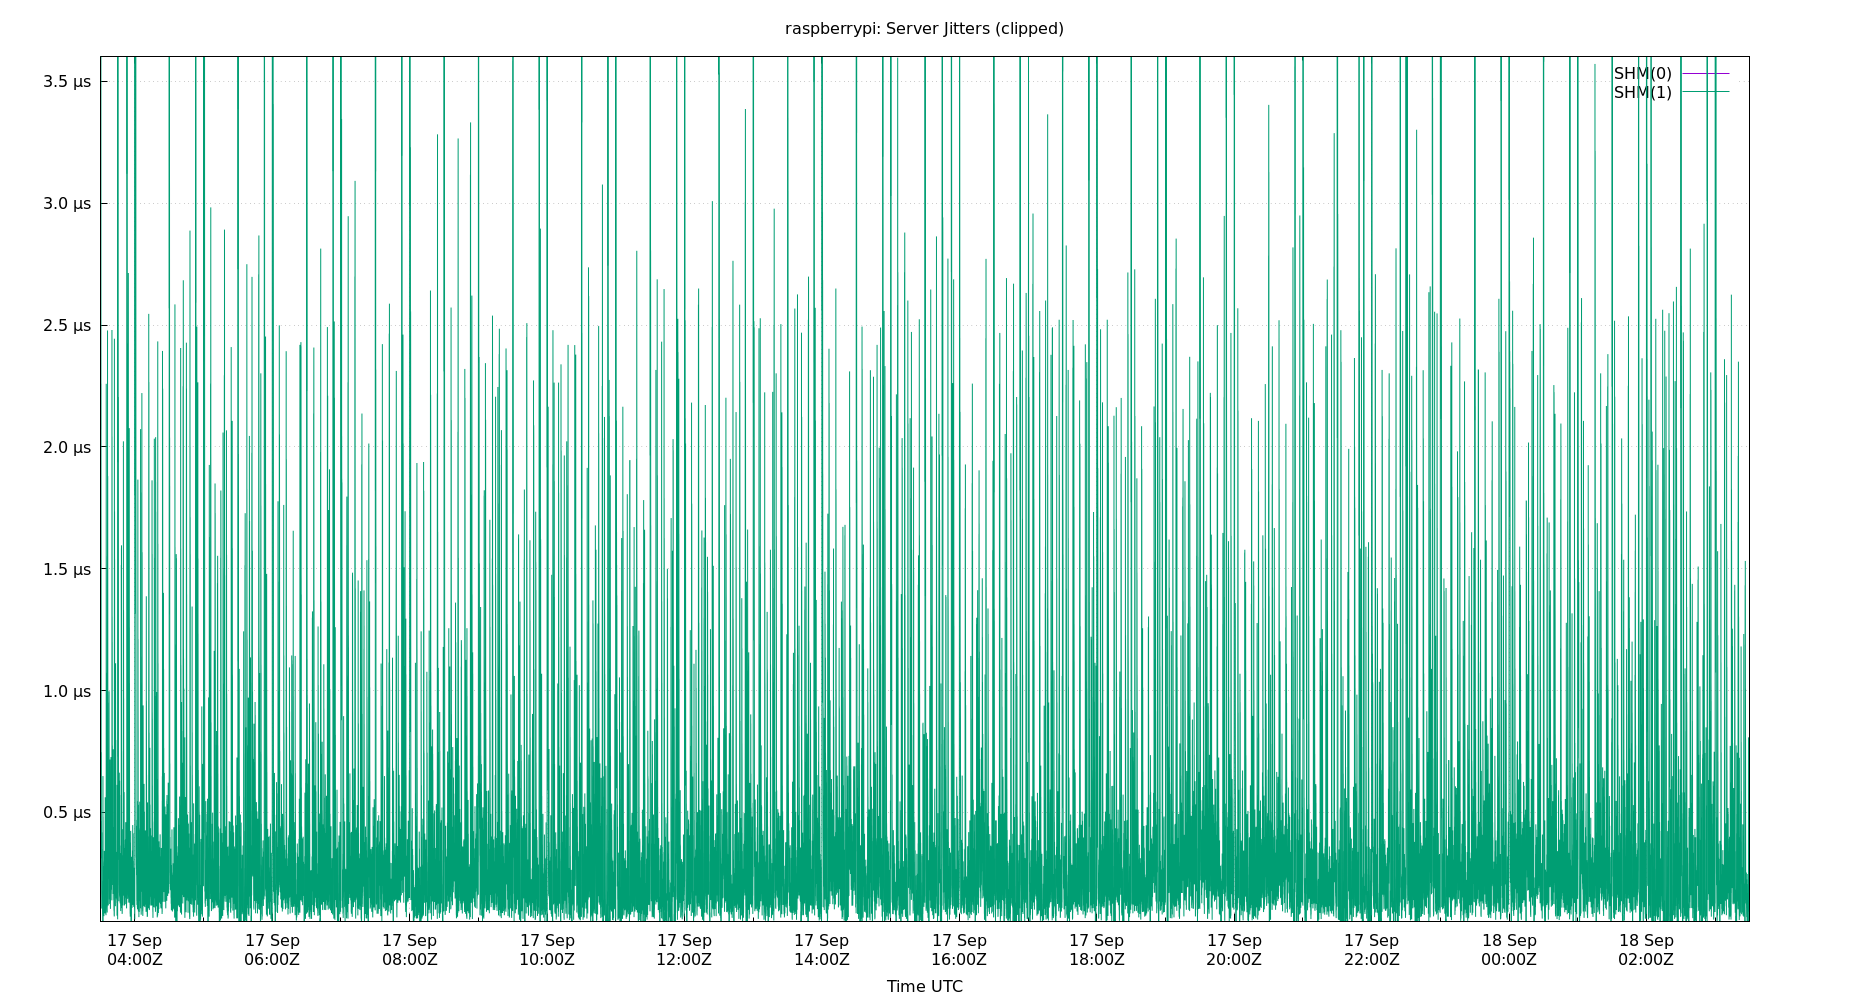 raspberrypi: Server Jitters (clipped)
SHM(0)
SHM(1)
3.5 µs
3.0 µs
2.5 µs
2.0 µs
1.5 µs
1.0 µs
0.5 µs
17 Sep 17 Sep 17 Sep 17 Sep 17 Sep 17 Sep 17 Sep 17 Sep 17 Sep 17 Sep 18 Sep 18 Sep
04:00Z 06:00Z 08:00Z 10:00Z 12:00Z 14:00Z 16:00Z 18:00Z 20:00Z 22:00Z 00:00Z 02:00Z
Time UTC